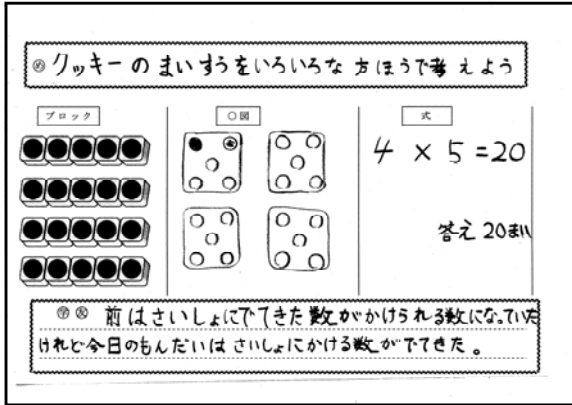 め クッキーのまいすうをいろいろな方ほうで考えよう
ブロック
○図
式
4 × 5 = 20
答え 20まい
学 友 前はさいしょにでてきた数がかけられる数になっていた
けれど今日のもんだいはさいしょにかける数がでてきた。